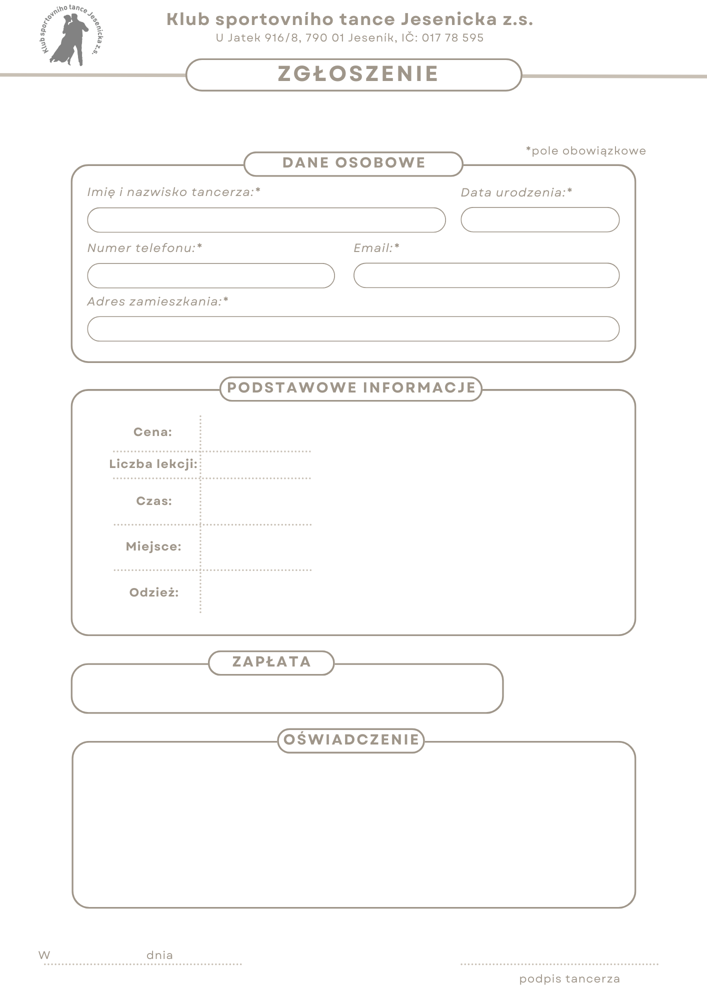 Klub sportovního tance Jesenicka z.s.
Klub sportovního tance Jesenicka z.s.
U Jatek 916/8, 790 01 Jeseník, IČ: 017 78 595
ZGŁOSZENIE
*pole obowiązkowe
DANE OSOBOWE
Imię i nazwisko tancerza:*
Data urodzenia:*
Numer telefonu:*
Email:*
Adres zamieszkania:*
PODSTAWOWE INFORMACJE
Cena:
Liczba lekcji:
Czas:
Miejsce:
Odzież:
ZAPŁATA
OŚWIADCZENIE
W dnia
podpis tancerza